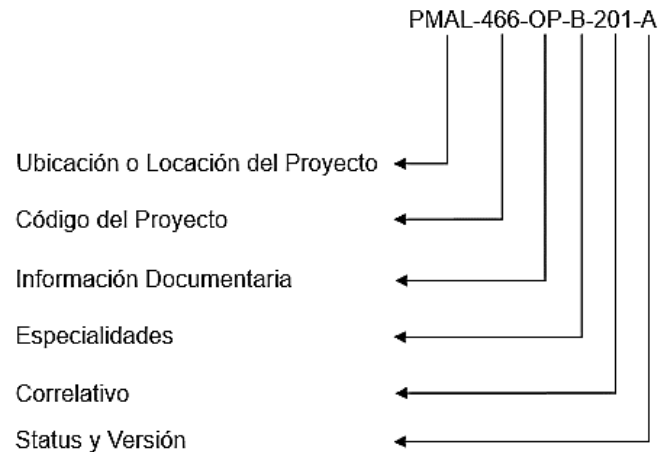 PMAL-466-OP-B-201-A
Ubicación o Locación del Proyecto
Código del Proyecto
Información Documentaria
Especialidades
Correlativo
Status y Versión